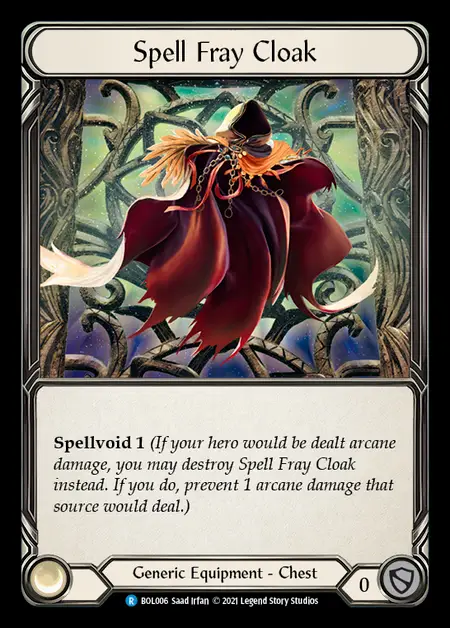 Spell Fray Cloak
Spellvoid 1 (If your hero would be dealt arcane
damage, you may destroy Spell Fray Cloak
instead. If you do, prevent 1 arcane damage that
source would deal.)
Generic Equipment - Chest
0
R BOL006 Saad Irfan © 2021 Legend Story Studios